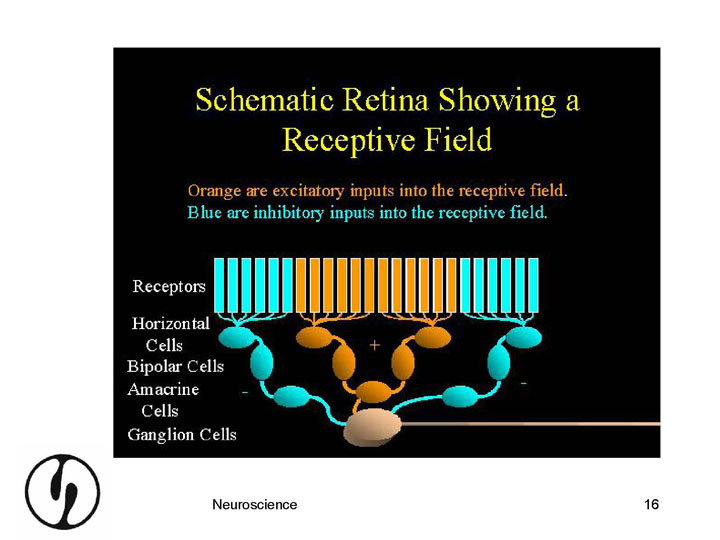 Schematic Retina Showing a
Receptive Field
Orange are excitatory inputs into the receptive field.
Blue are inhibitory inputs into the receptive field.
Receptors
Horizontal
Cells
+
Bipolar Cells
Amacrine
Cells
-
-
Ganglion Cells
Neuroscience
16